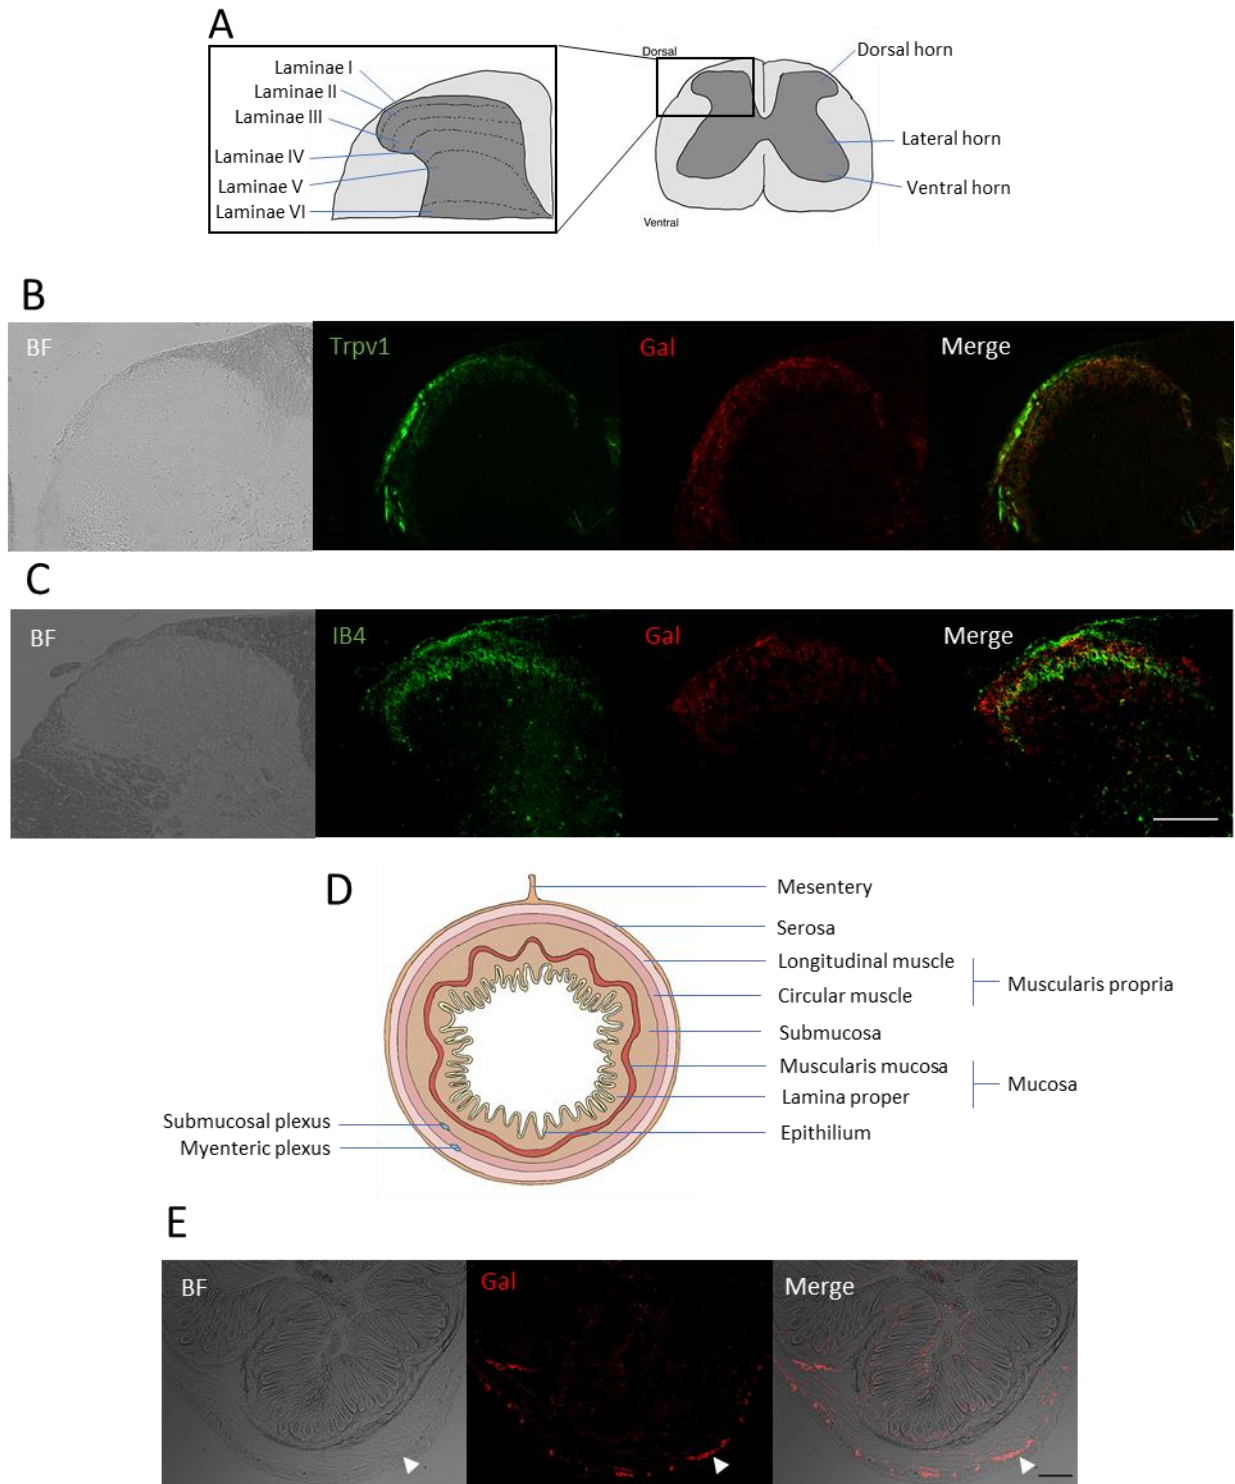 A
Laminae I
Laminae II
Laminae III
Laminae IV
Laminae V
Laminae VI
Dorsal
Ventral
Dorsal horn
Lateral horn
Ventral horn
B
BF
Trpv1
Gal
Merge
C
BF
IB4
Gal
Merge
D
Mesentery
Serosa
Longitudinal muscle
Circular muscle
Muscularis propria
Submucosa
Muscularis mucosa
Lamina proper
Mucosa
Epithilium
Submucosal plexus
Myenteric plexus
E
BF
Gal
Merge